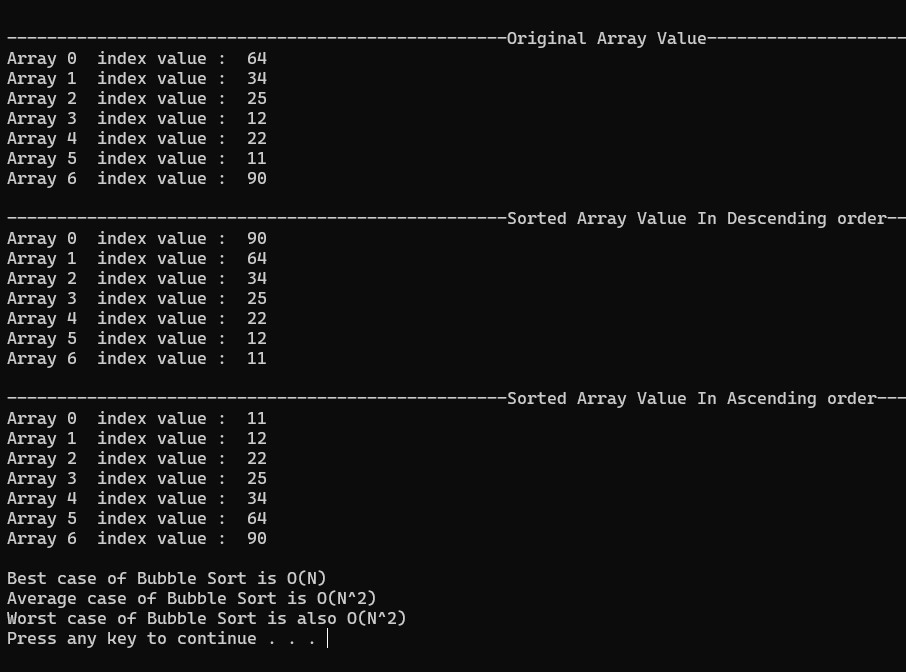 --------------------------------------------------Original Array Value--------------------
Array 0  index value :  64
Array 1  index value :  34
Array 2  index value :  25
Array 3  index value :  12
Array 4  index value :  22
Array 5  index value :  11
Array 6  index value :  90
--------------------------------------------------Sorted Array Value In Descending order--
Array 0  index value :  90
Array 1  index value :  64
Array 2  index value :  34
Array 3  index value :  25
Array 4  index value :  22
Array 5  index value :  12
Array 6  index value :  11
--------------------------------------------------Sorted Array Value In Ascending order---
Array 0  index value :  11
Array 1  index value :  12
Array 2  index value :  22
Array 3  index value :  25
Array 4  index value :  34
Array 5  index value :  64
Array 6  index value :  90
Best case of Bubble Sort is O(N)
Average case of Bubble Sort is O(N^2)
Worst case of Bubble Sort is also O(N^2)
Press any key to continue . . .